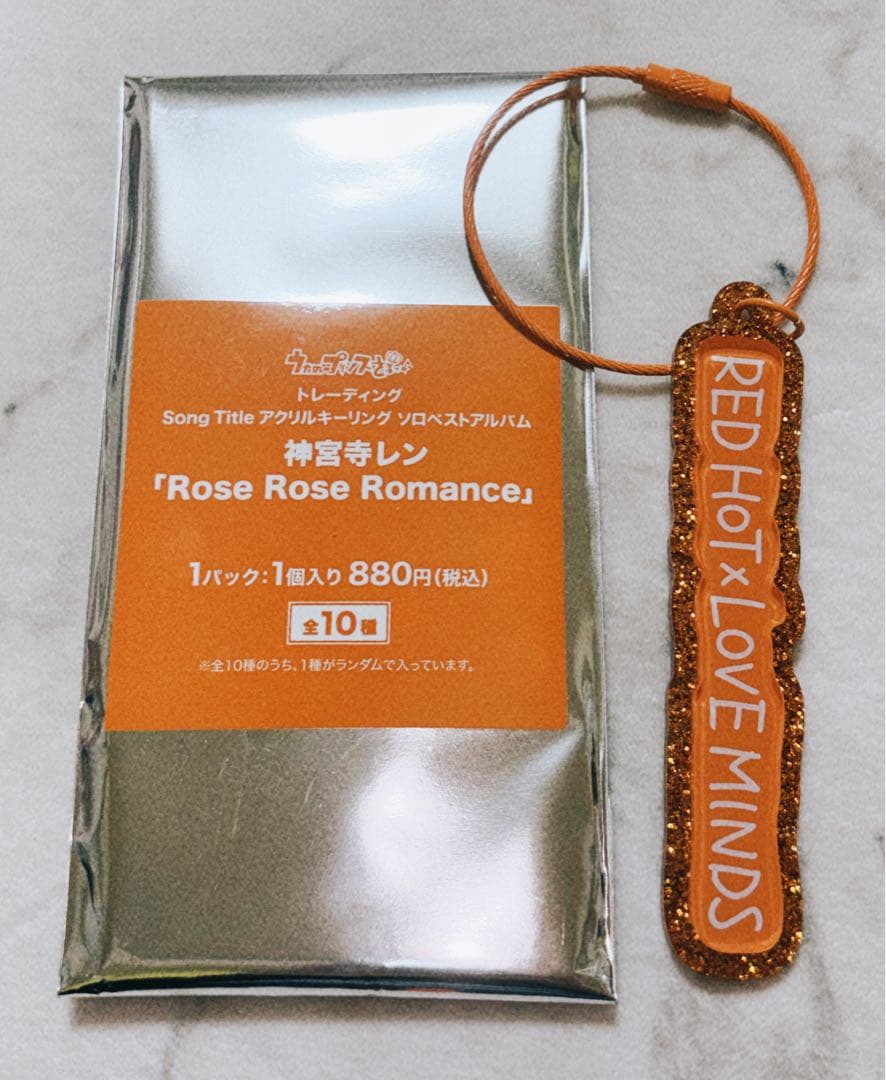 うたの☆プリンスさまっ♪
トレーディング
Song Title アクリルキーリング ソロベストアルバム
神宮寺レン
「Rose Rose Romance」
1パック：1個入り 880円（税込）
全10種
※全10種のうち、1種がランダムで入っています。
RED HOT x LOVE MINDS